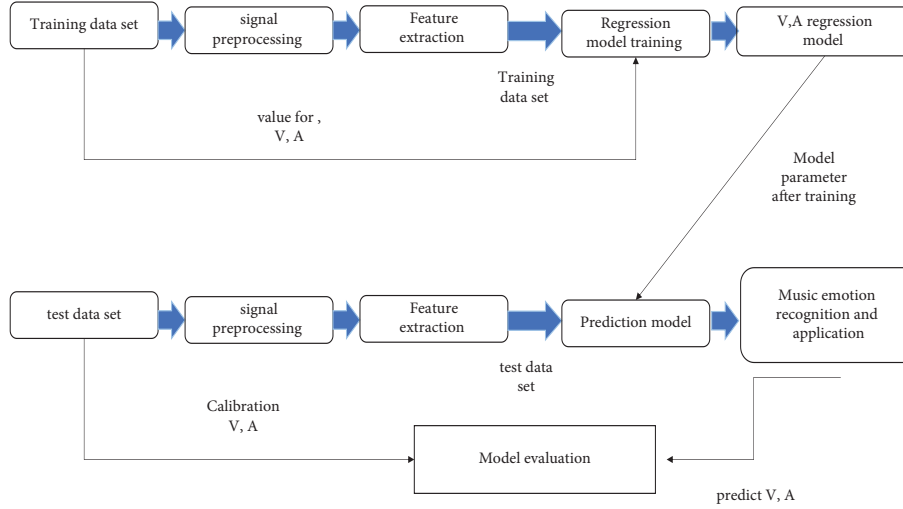 Training data set
signal
preprocessing
Feature
extraction
Training
data set
Regression
model training
V,A regression
model
value for ,
V, A
Model
parameter
after training
test data set
signal
preprocessing
Feature
extraction
test data
set
Prediction model
Music emotion
recognition and
application
Calibration
V, A
Model evaluation
predict V, A